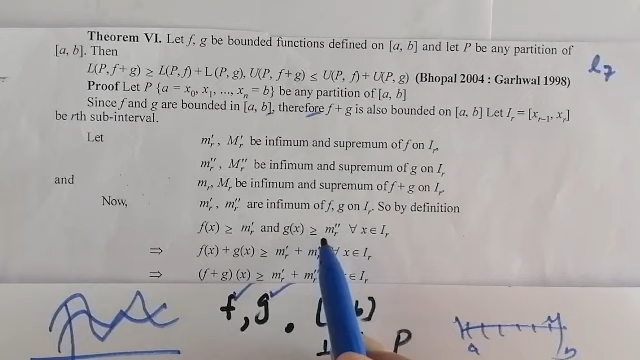 Theorem VI. Let f, g be bounded functions defined on [a, b] and let P be any partition of
[a, b]. Then
L(P, f + g) ≥ L(P, f) + L (P, g), U(P, f + g) ≤ U(P, f) + U(P, g) (Bhopal 2004 : Garhwal 1998)
Proof Let P {a = x₀, x₁, ..., xₙ = b} be any partition of [a, b]
Since f and g are bounded in [a, b], therefore f + g is also bounded on [a, b] Let Iᵣ = [xᵣ₋₁, xᵣ]
be rth sub-interval.
Let m′ᵣ, M′ᵣ be infimum and supremum of f on Iᵣ,
m″ᵣ, M″ᵣ be infimum and supremum of g on Iᵣ
and mᵣ, Mᵣ be infimum and supremum of f + g on Iᵣ
Now, m′ᵣ, m″ᵣ are infimum of f, g on Iᵣ. So by definition
f(x) ≥ m′ᵣ and g(x) ≥ m″ᵣ ∀ x ∈ Iᵣ
⇒ f(x) + g(x) ≥ m′ᵣ + m″ᵣ ∀ x ∈ Iᵣ
⇒ (f + g) (x) ≥ m′ᵣ + m″ᵣ x ∈ Iᵣ
f, g . [ b)
P
a b